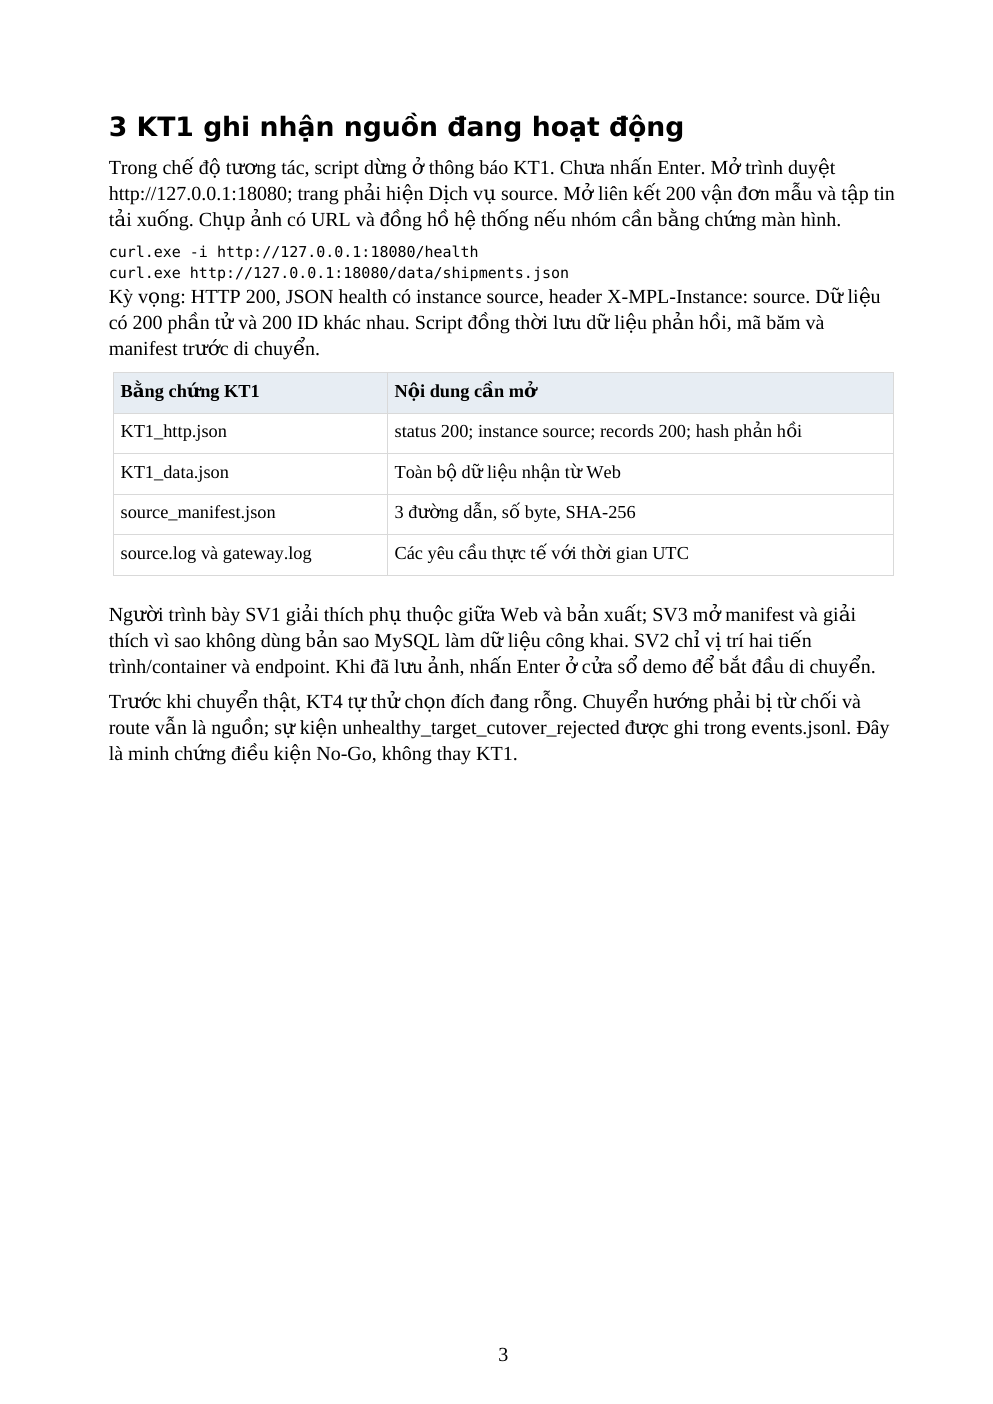 3 KT1 ghi nhận nguồn đang hoạt động
Trong chế độ tương tác, script dừng ở thông báo KT1. Chưa nhấn Enter. Mở trình duyệt
http://127.0.0.1:18080; trang phải hiện Dịch vụ source. Mở liên kết 200 vận đơn mẫu và tập tin
tải xuống. Chụp ảnh có URL và đồng hồ hệ thống nếu nhóm cần bằng chứng màn hình.
curl.exe -i http://127.0.0.1:18080/health
curl.exe http://127.0.0.1:18080/data/shipments.json
Kỳ vọng: HTTP 200, JSON health có instance source, header X-MPL-Instance: source. Dữ liệu
có 200 phần tử và 200 ID khác nhau. Script đồng thời lưu dữ liệu phản hồi, mã băm và
manifest trước di chuyển.
Bằng chứng KT1 Nội dung cần mở
KT1_http.json status 200; instance source; records 200; hash phản hồi
KT1_data.json Toàn bộ dữ liệu nhận từ Web
source_manifest.json 3 đường dẫn, số byte, SHA-256
source.log và gateway.log Các yêu cầu thực tế với thời gian UTC
Người trình bày SV1 giải thích phụ thuộc giữa Web và bản xuất; SV3 mở manifest và giải
thích vì sao không dùng bản sao MySQL làm dữ liệu công khai. SV2 chỉ vị trí hai tiến
trình/container và endpoint. Khi đã lưu ảnh, nhấn Enter ở cửa sổ demo để bắt đầu di chuyển.
Trước khi chuyển thật, KT4 tự thử chọn đích đang rỗng. Chuyển hướng phải bị từ chối và
route vẫn là nguồn; sự kiện unhealthy_target_cutover_rejected được ghi trong events.jsonl. Đây
là minh chứng điều kiện No-Go, không thay KT1.
3